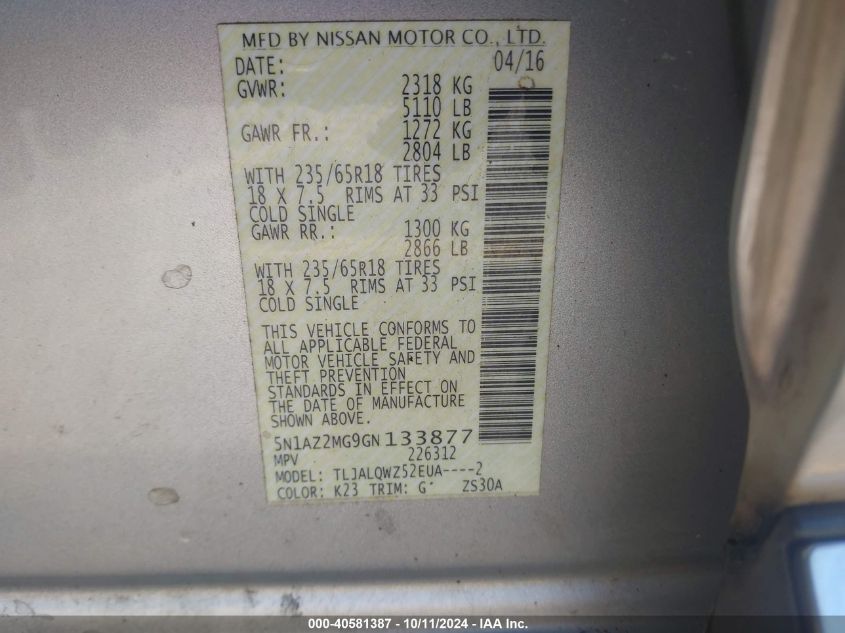 MFD BY NISSAN MOTOR CO., LTD.
DATE: 04/16
GVWR: 2318 KG
5110 LB
GAWR FR.: 1272 KG
2804 LB
WITH 235/65R18 TIRES
18 X 7.5 RIMS AT 33 PSI
COLD SINGLE
GAWR RR.: 1300 KG
2866 LB
WITH 235/65R18 TIRES
18 X 7.5 RIMS AT 33 PSI
COLD SINGLE
THIS VEHICLE CONFORMS TO
ALL APPLICABLE FEDERAL
MOTOR VEHICLE SAFETY AND
THEFT PREVENTION
STANDARDS IN EFFECT ON
THE DATE OF MANUFACTURE
SHOWN ABOVE.
5N1AZ2MG9GN133877
MPV 226312
MODEL: TLJALQWZ52EUA----2
COLOR: K23 TRIM: G ZS30A
000-40581387 - 10/11/2024 - IAA Inc.